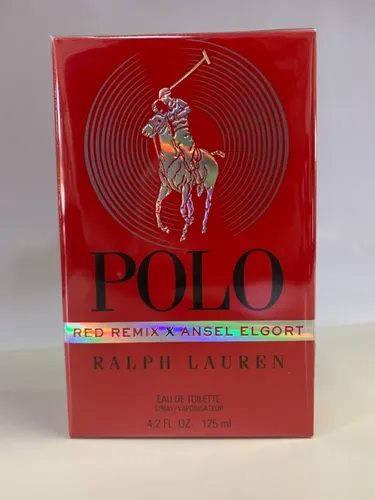 POLO
RED REMIX X ANSEL ELGORT
RALPH LAUREN
EAU DE TOILETTE
SPRAY/VAPORISATEUR
4.2 FL. OZ. 125 ml